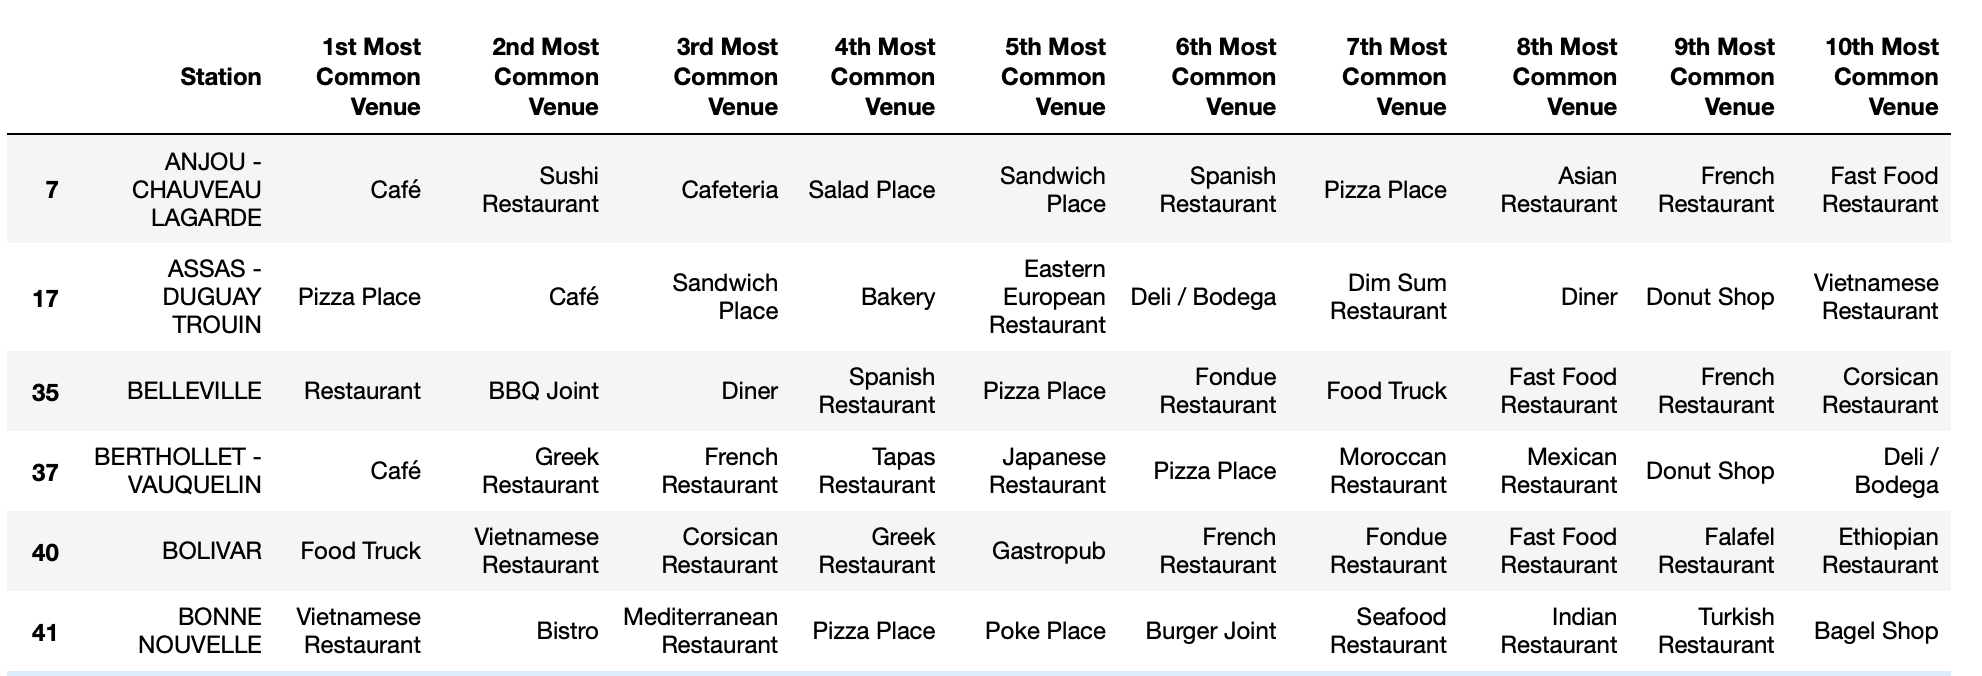 Station 1st Most Common Venue 2nd Most Common Venue 3rd Most Common Venue 4th Most Common Venue 5th Most Common Venue 6th Most Common Venue 7th Most Common Venue 8th Most Common Venue 9th Most Common Venue 10th Most Common Venue
7 ANJOU - CHAUVEAU LAGARDE Café Sushi Restaurant Cafeteria Salad Place Sandwich Place Spanish Restaurant Pizza Place Asian Restaurant French Restaurant Fast Food Restaurant
17 ASSAS - DUGUAY TROUIN Pizza Place Café Sandwich Place Bakery Eastern European Restaurant Deli / Bodega Dim Sum Restaurant Diner Donut Shop Vietnamese Restaurant
35 BELLEVILLE Restaurant BBQ Joint Diner Spanish Restaurant Pizza Place Fondue Restaurant Food Truck Fast Food Restaurant French Restaurant Corsican Restaurant
37 BERTHOLLET - VAUQUELIN Café Greek Restaurant French Restaurant Tapas Restaurant Japanese Restaurant Pizza Place Moroccan Restaurant Mexican Restaurant Donut Shop Deli / Bodega
40 BOLIVAR Food Truck Vietnamese Restaurant Corsican Restaurant Greek Restaurant Gastropub French Restaurant Fondue Restaurant Fast Food Restaurant Falafel Restaurant Ethiopian Restaurant
41 BONNE NOUVELLE Vietnamese Restaurant Bistro Mediterranean Restaurant Pizza Place Poke Place Burger Joint Seafood Restaurant Indian Restaurant Turkish Restaurant Bagel Shop